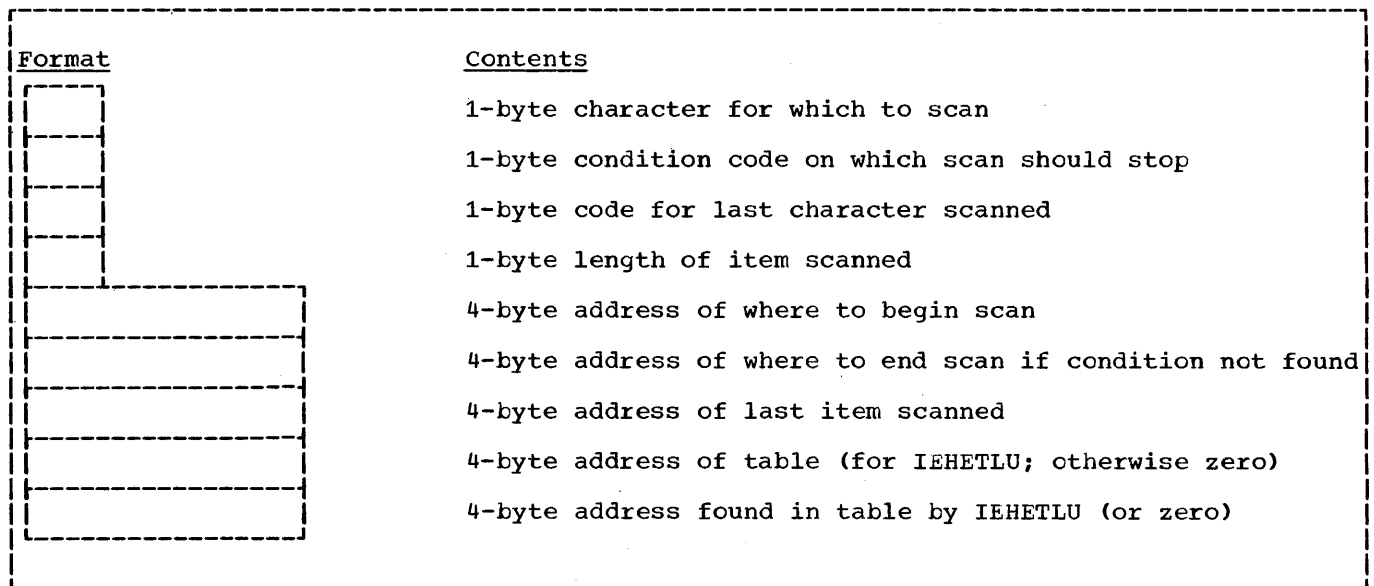 Format Contents
1-byte character for which to scan
1-byte condition code on which scan should stop
1-byte code for last character scanned
1-byte length of item scanned
4-byte address of where to begin scan
4-byte address of where to end scan if condition not found
4-byte address of last item scanned
4-byte address of table (for IEHETLU; otherwise zero)
4-byte address found in table by IEHETLU (or zero)